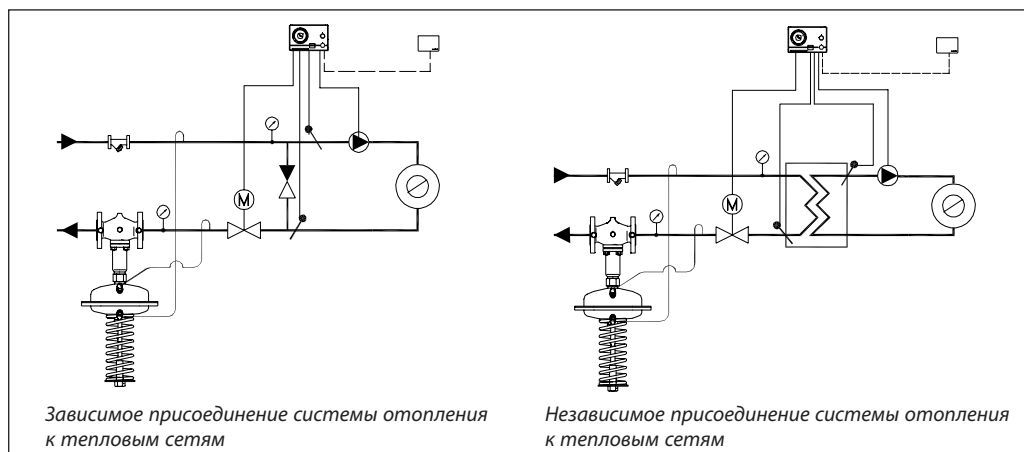 M
M
Зависимое присоединение системы отопления
к тепловым сетям
Независимое присоединение системы отопления
к тепловым сетям